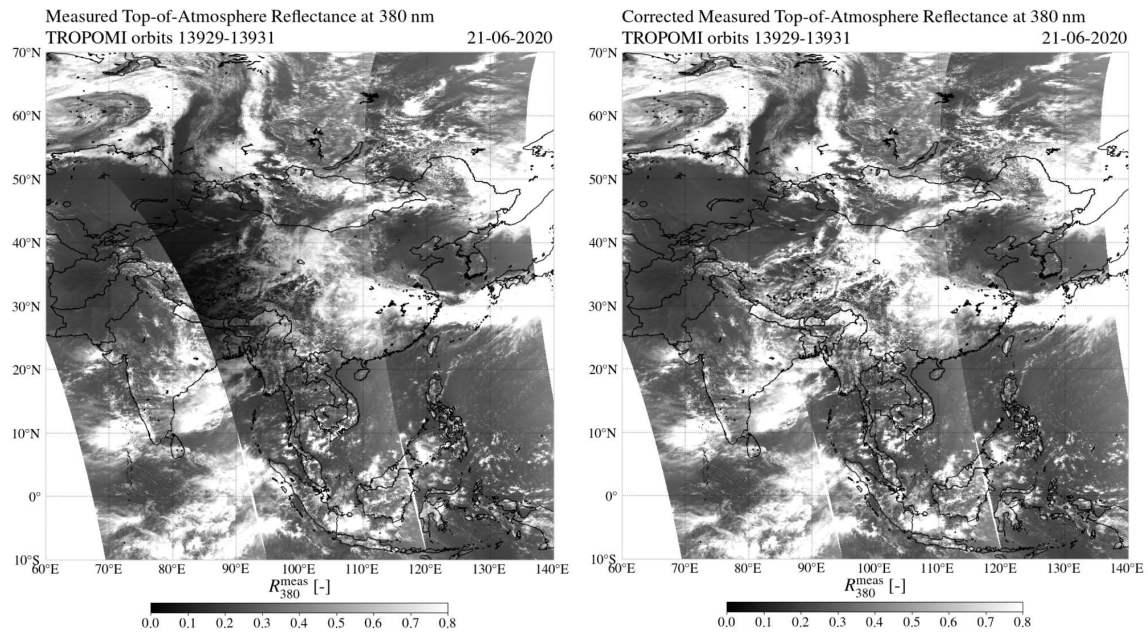 Measured Top-of-Atmosphere Reflectance at 380 nm
TROPOMI orbits 13929-13931 21-06-2020
70°N
60°N
50°N
40°N
30°N
20°N
10°N
0°
10°S
60°E 70°E 80°E 90°E 100°E 110°E 120°E 130°E 140°E
R380meas [-]
0.0 0.1 0.2 0.3 0.4 0.5 0.6 0.7 0.8
Corrected Measured Top-of-Atmosphere Reflectance at 380 nm
TROPOMI orbits 13929-13931 21-06-2020
70°N
60°N
50°N
40°N
30°N
20°N
10°N
0°
10°S
60°E 70°E 80°E 90°E 100°E 110°E 120°E 130°E 140°E
R380meas [-]
0.0 0.1 0.2 0.3 0.4 0.5 0.6 0.7 0.8